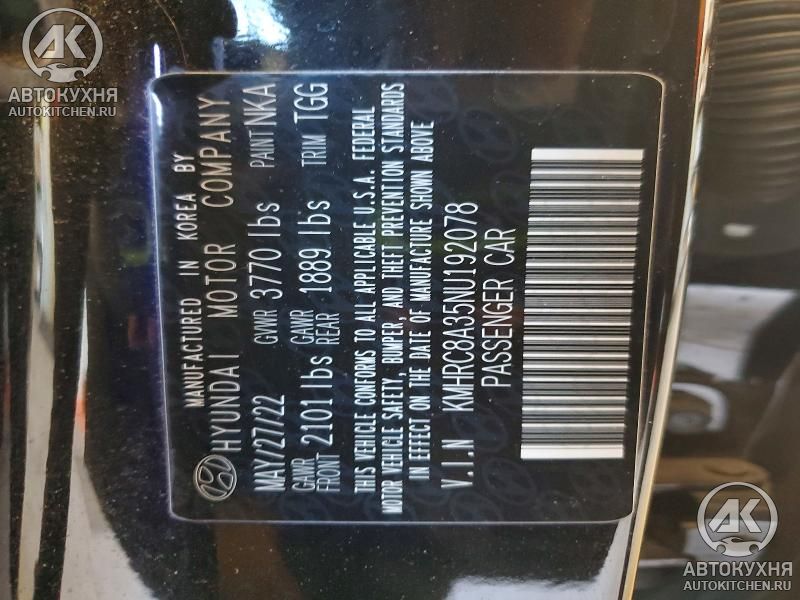 AK
АВТОКУХНЯ
AUTOKITCHEN.RU
MANUFACTURED IN KOREA BY
HYUNDAI MOTOR COMPANY
MAY/27/22 GVWR 3770 lbs PAINT NKA
GAWR FRONT 2101 lbs GAWR REAR 1889 lbs TRIM TGG
THIS VEHICLE CONFORMS TO ALL APPLICABLE U.S.A. FEDERAL
MOTOR VEHICLE SAFETY, BUMPER, AND THEFT PREVENTION STANDARDS
IN EFFECT ON THE DATE OF MANUFACTURE SHOWN ABOVE
V.I.N KMHRC8A35NU192078
PASSENGER CAR
AK
АВТОКУХНЯ
AUTOKITCHEN.RU